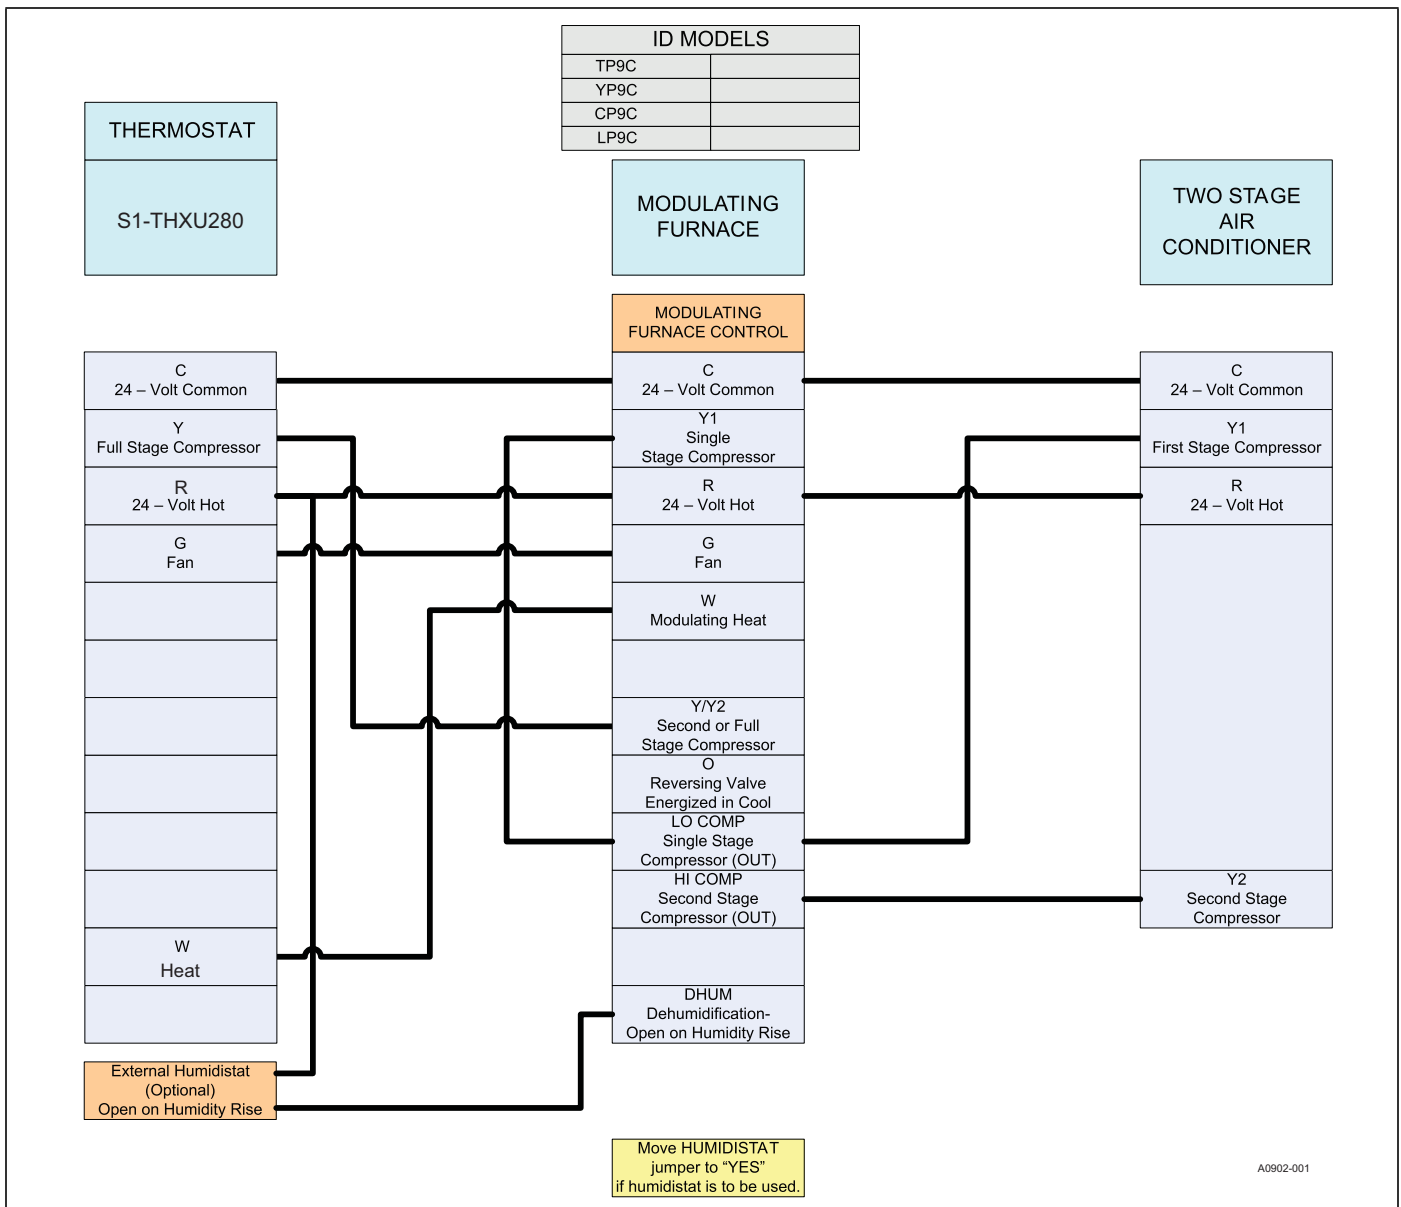 ID MODELS
TP9C
YP9C
CP9C
LP9C
THERMOSTAT
S1-THXU280
MODULATING
FURNACE
TWO STAGE
AIR
CONDITIONER
MODULATING
FURNACE CONTROL
C
24 – Volt Common
Y
Full Stage Compressor
R
24 – Volt Hot
G
Fan
W
Heat
External Humidistat
(Optional)
Open on Humidity Rise
C
24 – Volt Common
Y1
Single
Stage Compressor
R
24 – Volt Hot
G
Fan
W
Modulating Heat
Y/Y2
Second or Full
Stage Compressor
O
Reversing Valve
Energized in Cool
LO COMP
Single Stage
Compressor (OUT)
HI COMP
Second Stage
Compressor (OUT)
DHUM
Dehumidification-
Open on Humidity Rise
C
24 – Volt Common
Y1
First Stage Compressor
R
24 – Volt Hot
Y2
Second Stage
Compressor
Move HUMIDISTAT
jumper to “YES”
if humidistat is to be used.
A0902-001